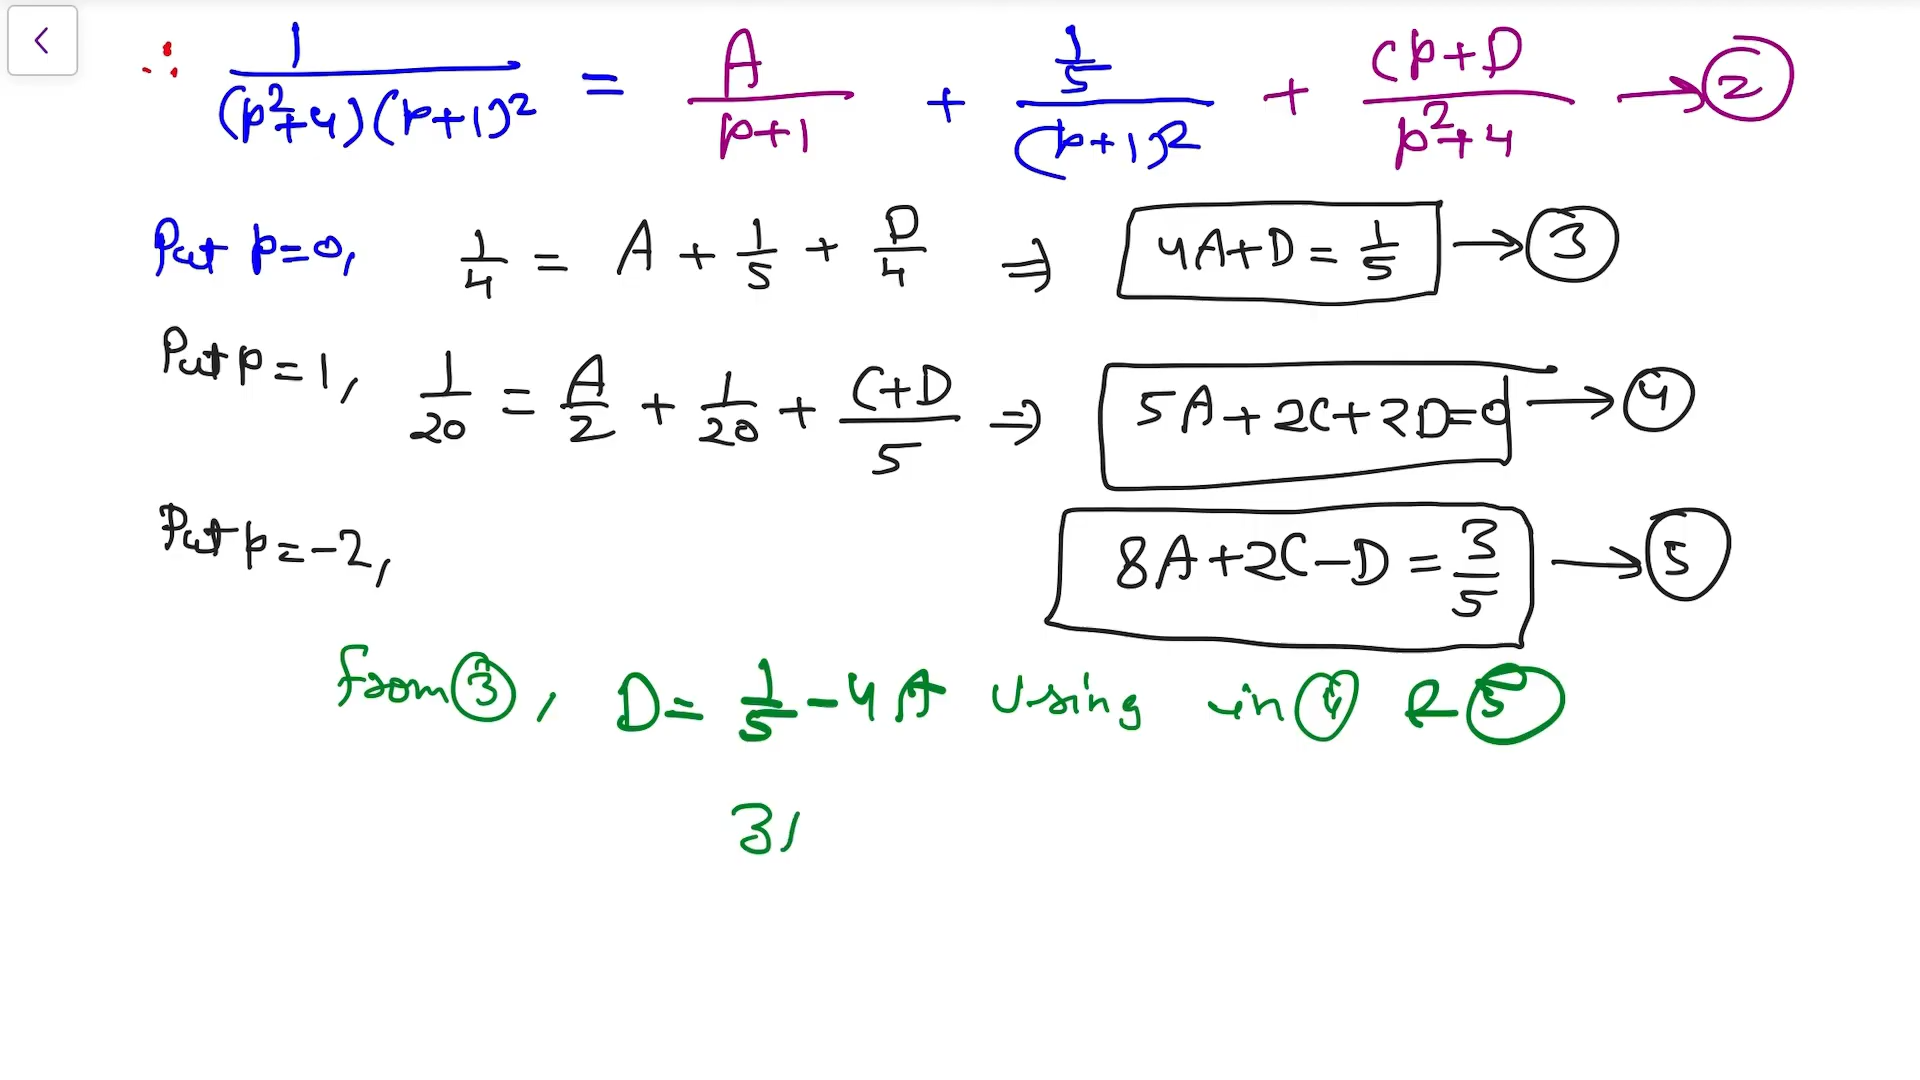 ∴ 1/((p²+4)(p+1)²) = A/(p+1) + (1/5)/(p+1)² + (Cp+D)/(p²+4) → ②
Put p=0, 1/4 = A + 1/5 + D/4 ⇒ 4A+D = 1/5 → ③
Put p=1, 1/20 = A/2 + 1/20 + (C+D)/5 ⇒ 5A+2C+2D=0 → ④
Put p=-2, 8A+2C-D = 3/5 → ⑤
from ③, D = 1/5 - 4A using in ④ & ⑤
3